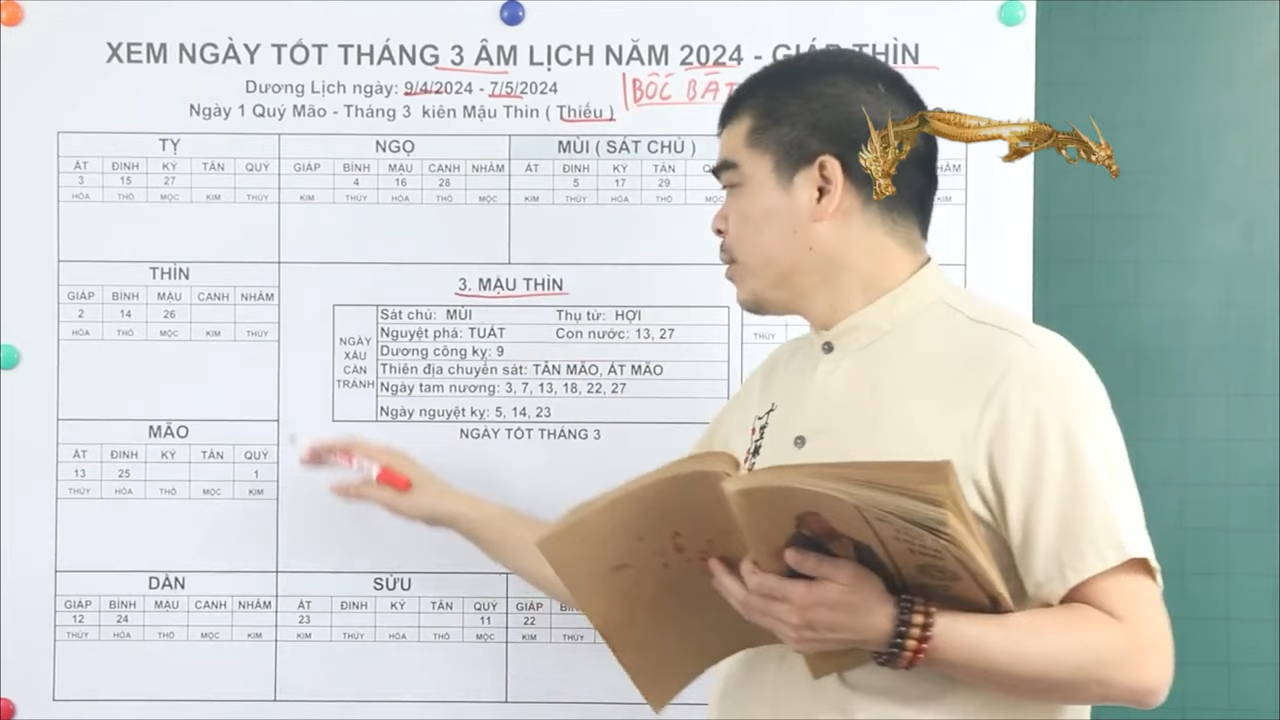 XEM NGÀY TỐT THÁNG 3 ÂM LỊCH NĂM 2024 - GIÁP THÌN
Dương Lịch ngày: 9/4/2024 - 7/5/2024
BỐC BÁT
Ngày 1 Quý Mão - Tháng 3 kiên Mậu Thìn ( Thiếu )
TỴ
ẤT ĐINH KỶ TÂN QUÝ
3 15 27
HỎA THỔ MỘC KIM THỦY
NGỌ
GIÁP BÍNH MẬU CANH NHÂM
4 16 28
KIM THỦY HỎA THỔ MỘC
MÙI ( SÁT CHỦ )
ẤT ĐINH KỶ TÂN
5 17 29
KIM THỦY HỎA THỔ MỘC
THÌN
GIÁP BÍNH MẬU CANH NHÂM
2 14 26
HỎA THỔ MỘC KIM THỦY
3. MẬU THÌN
NGÀY XẤU CẦN TRÁNH
Sát chủ: MÙI Thụ tử: HỢI
Nguyệt phá: TUẤT Con nước: 13, 27
Dương công kỵ: 9
Thiên địa chuyển sát: TÂN MÃO, ẤT MÃO
Ngày tam nương: 3, 7, 13, 18, 22, 27
Ngày nguyệt kỵ: 5, 14, 23
NGÀY TỐT THÁNG 3
THỦY
MÃO
ẤT ĐINH KỶ TÂN QUÝ
13 25 1
THỦY HỎA THỔ MỘC KIM
DẦN
GIÁP BÍNH MẬU CANH NHÂM
12 24
THỦY HỎA THỔ MỘC KIM
SỬU
ẤT ĐINH KỶ TÂN QUÝ
23 11
KIM THỦY HỎA THỔ MỘC
GIÁP
22
KIM THỦY